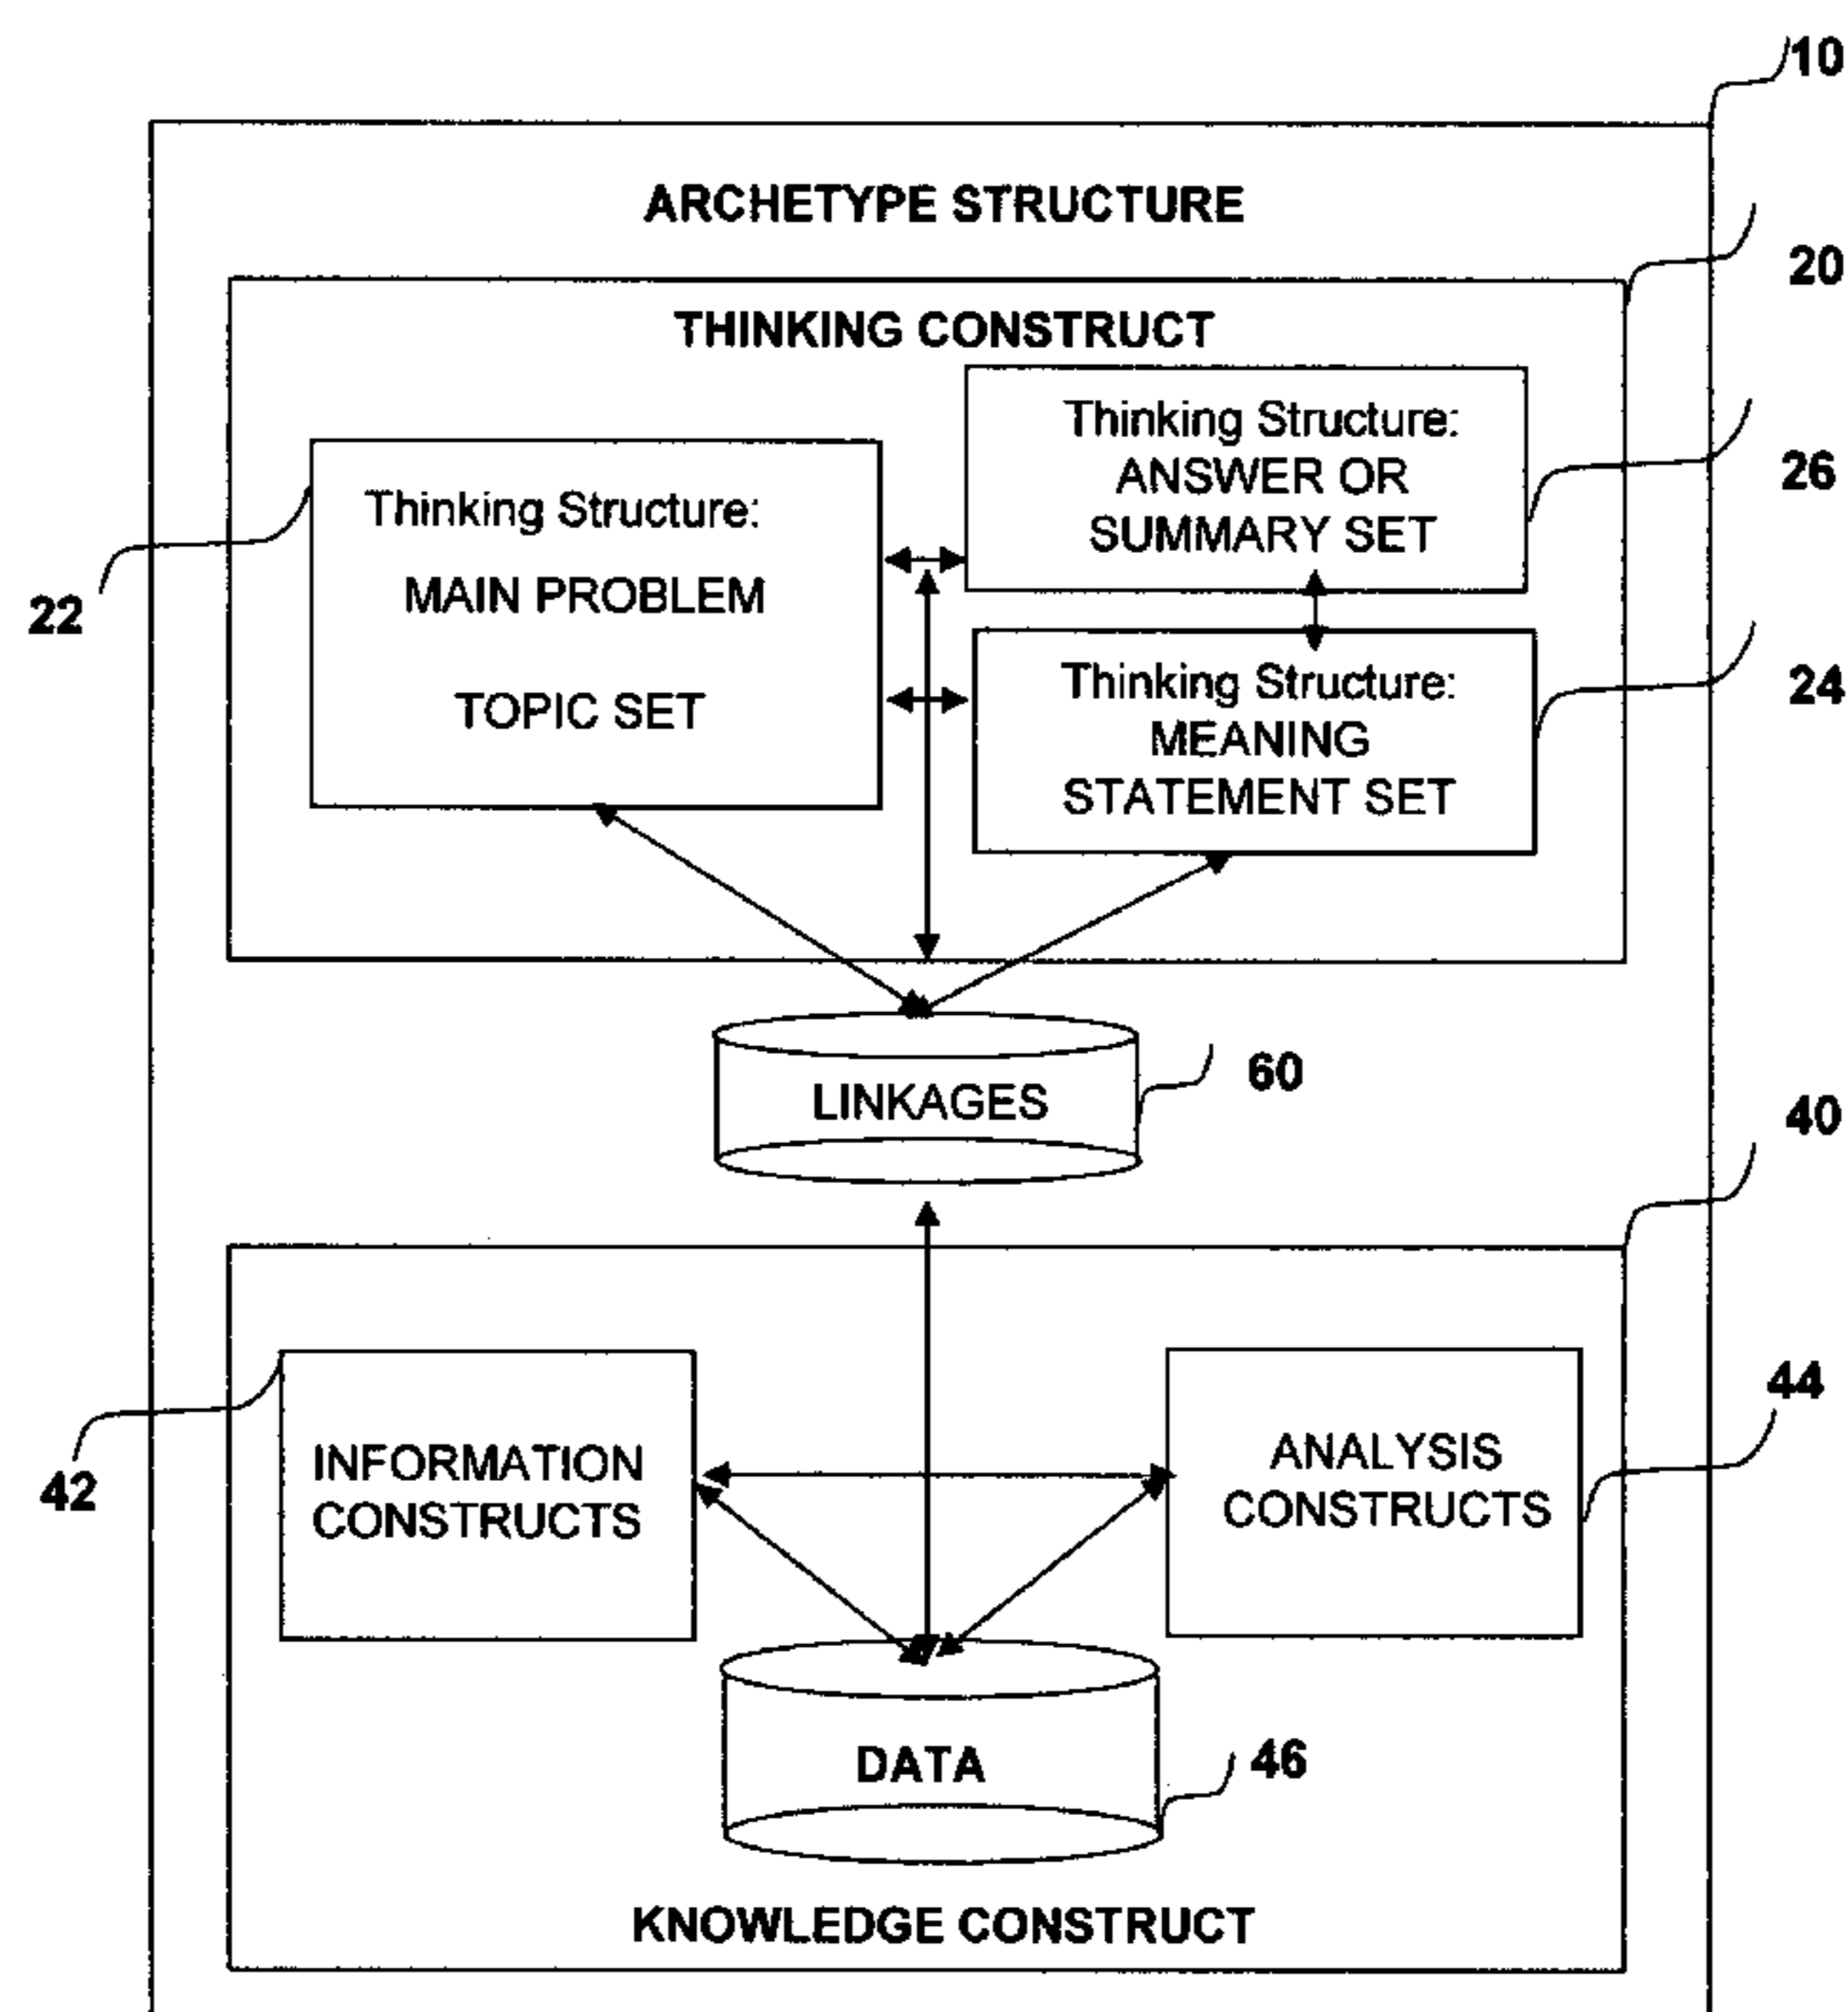 10
ARCHETYPE STRUCTURE
20
THINKING CONSTRUCT
Thinking Structure:
ANSWER OR
SUMMARY SET
26
Thinking Structure:
MAIN PROBLEM
TOPIC SET
22
Thinking Structure:
MEANING
STATEMENT SET
24
LINKAGES
60
40
INFORMATION
CONSTRUCTS
42
ANALYSIS
CONSTRUCTS
44
DATA
46
KNOWLEDGE CONSTRUCT